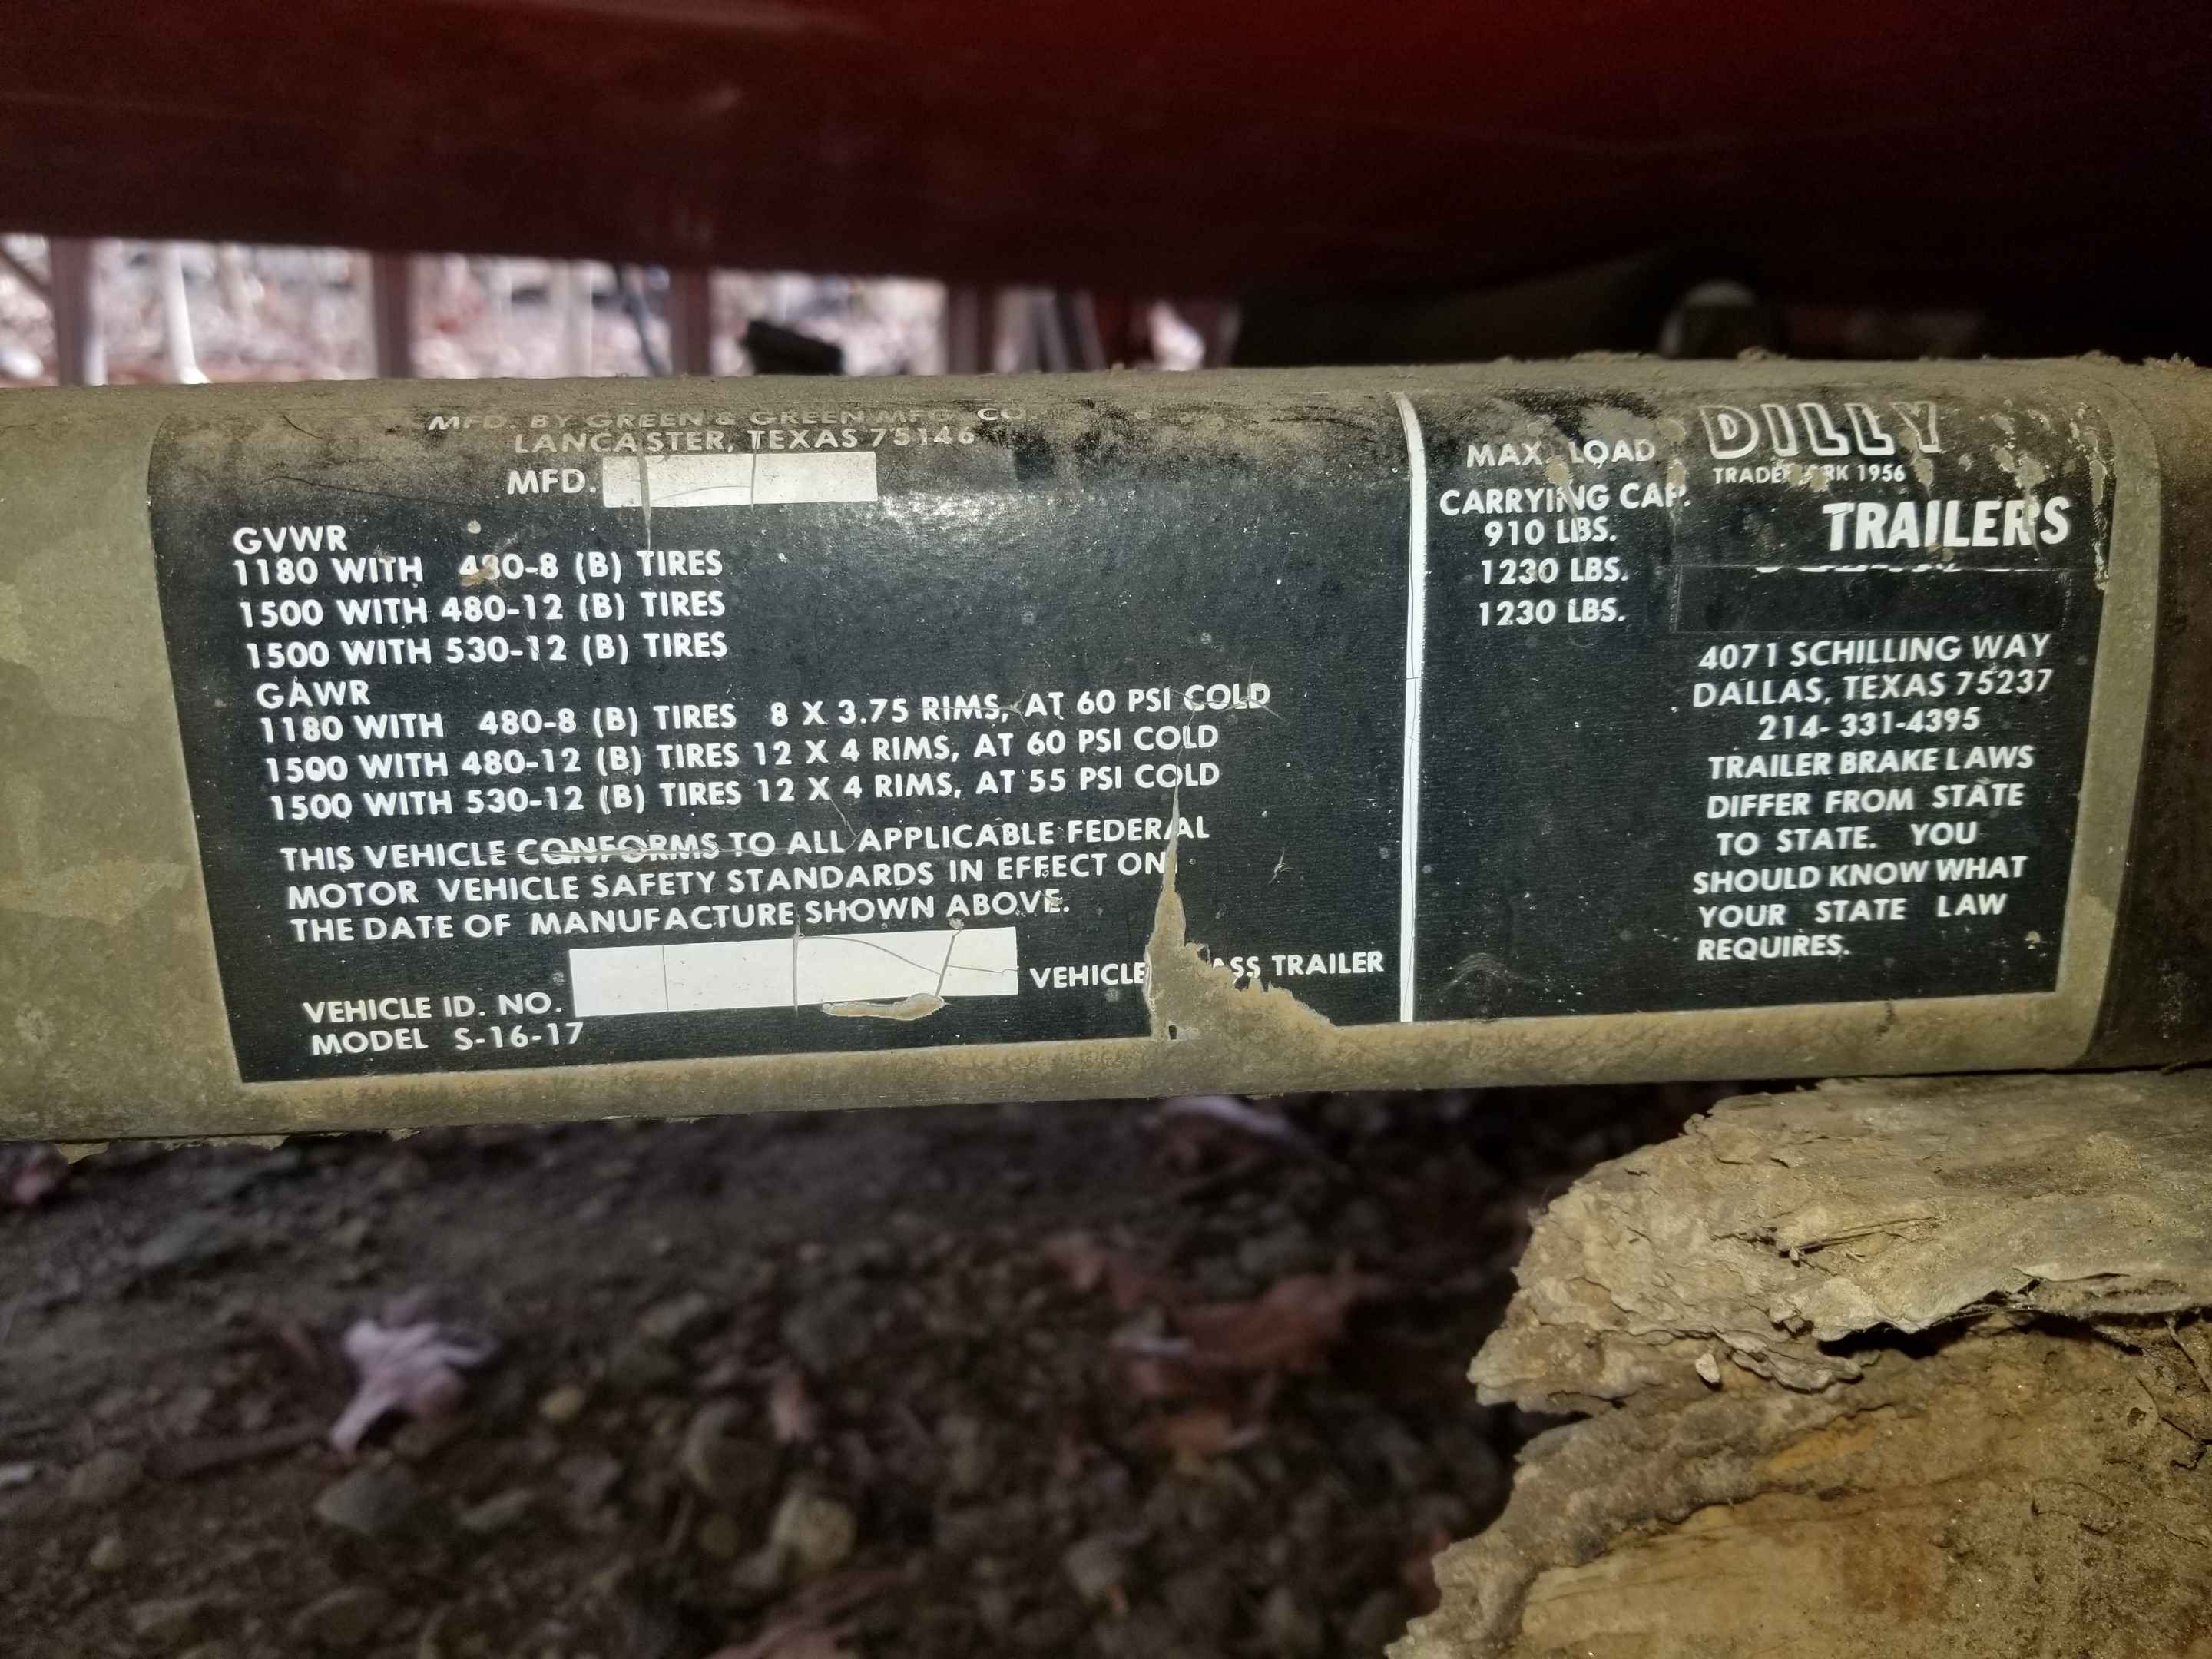 MFD. BY GREEN & GREEN MFG. CO.
LANCASTER, TEXAS 75146
MFD.
GVWR
1180 WITH 480-8 (B) TIRES
1500 WITH 480-12 (B) TIRES
1500 WITH 530-12 (B) TIRES
GAWR
1180 WITH 480-8 (B) TIRES 8 X 3.75 RIMS, AT 60 PSI COLD
1500 WITH 480-12 (B) TIRES 12 X 4 RIMS, AT 60 PSI COLD
1500 WITH 530-12 (B) TIRES 12 X 4 RIMS, AT 55 PSI COLD
THIS VEHICLE CONFORMS TO ALL APPLICABLE FEDERAL
MOTOR VEHICLE SAFETY STANDARDS IN EFFECT ON
THE DATE OF MANUFACTURE SHOWN ABOVE.
VEHICLE ID. NO. VEHICLE ASS TRAILER
MODEL S-16-17
MAX. LOAD
CARRYING CAP.
910 LBS.
1230 LBS.
1230 LBS.
DILLY
TRADEMARK 1956
TRAILERS
4071 SCHILLING WAY
DALLAS, TEXAS 75237
214-331-4395
TRAILER BRAKE LAWS
DIFFER FROM STATE
TO STATE. YOU
SHOULD KNOW WHAT
YOUR STATE LAW
REQUIRES.